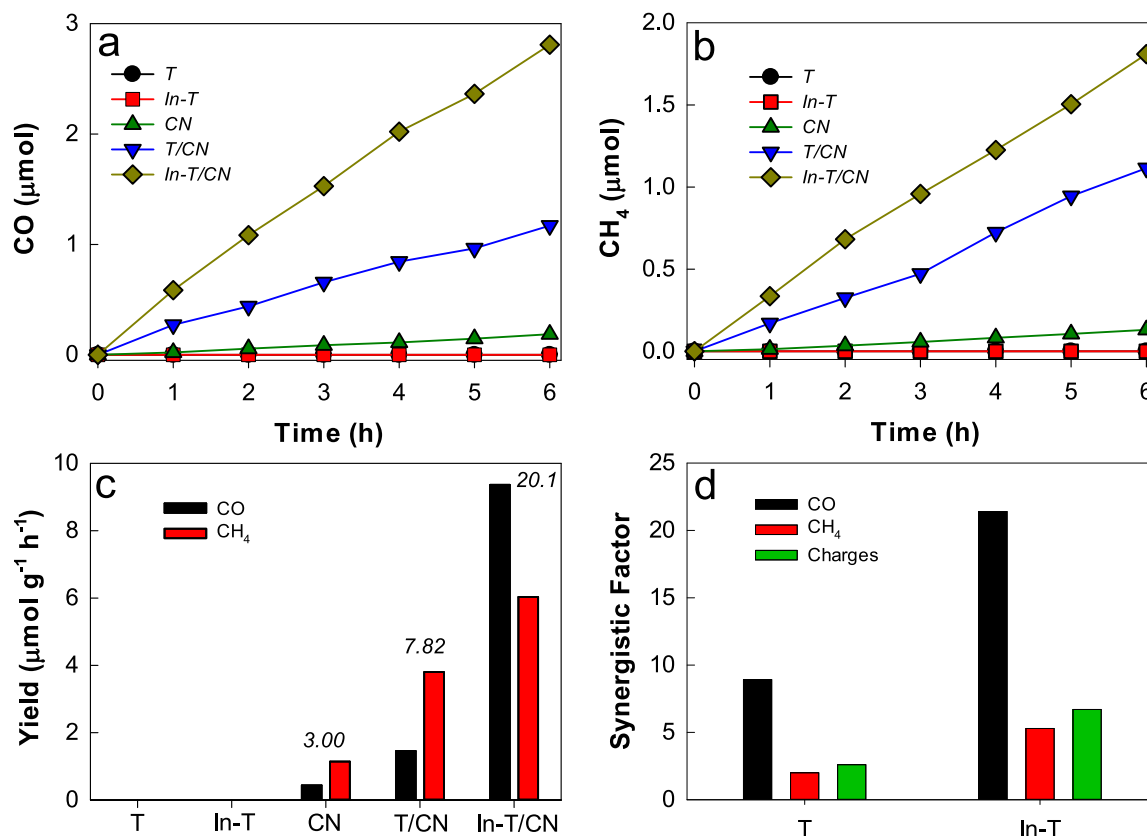 a
3
2
1
0
CO (μmol)
T
In-T
CN
T/CN
In-T/CN
0 1 2 3 4 5 6
Time (h)
b
2.0
1.5
1.0
0.5
0.0
CH₄ (μmol)
T
In-T
CN
T/CN
In-T/CN
0 1 2 3 4 5 6
Time (h)
c
10
8
6
4
2
0
Yield (μmol g⁻¹ h⁻¹)
CO
CH₄
3.00
7.82
20.1
T In-T CN T/CN In-T/CN
d
25
20
15
10
5
0
Synergistic Factor
CO
CH₄
Charges
T In-T